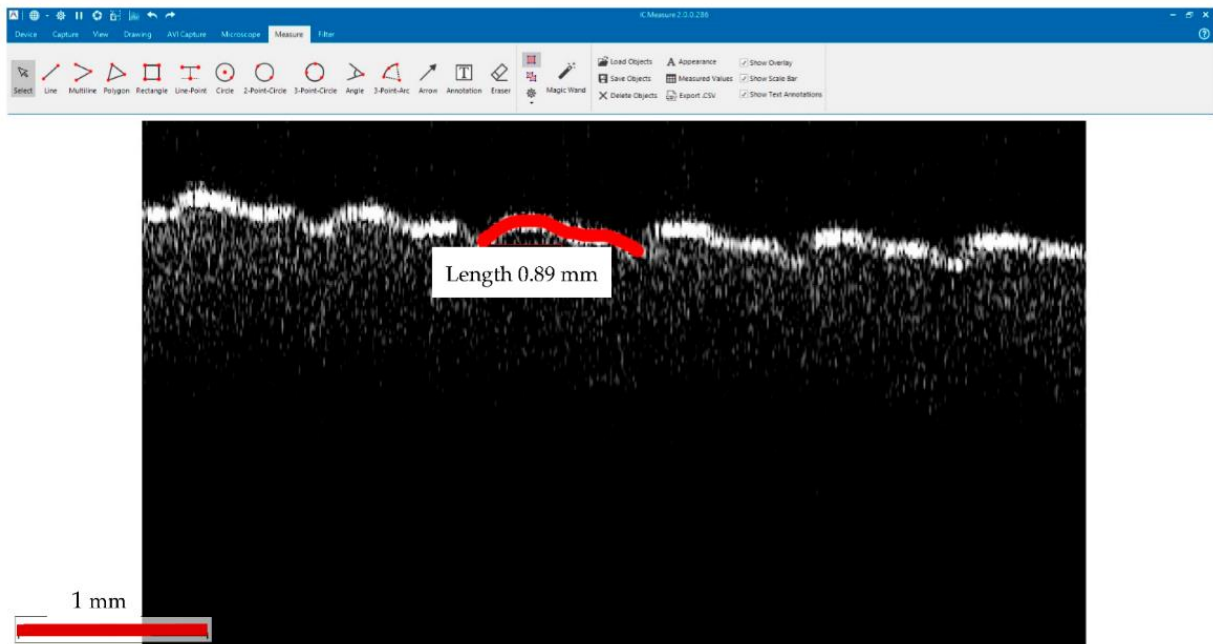 IC Measure 2.0.0.286
Device Capture View Drawing AVI Capture Microscope Measure Filter
Load Objects Appearance Show Overlay
Save Objects Measured Values Show Scale Bar
Select Line Multiline Polygon Rectangle Line-Point Circle 2-Point-Circle 3-Point-Circle Angle 3-Point-Arc Arrow Annotation Eraser Magic Wand
Delete Objects Export .CSV Show Text Annotations
Length 0.89 mm
1 mm